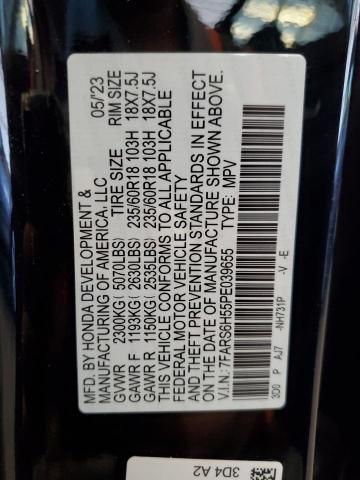 MFD. BY HONDA DEVELOPMENT & 05/'23
MANUFACTURING OF AMERICA, LLC
TIRE SIZE RIM SIZE
GVWR 2300KG ( 5070LBS)
GAWR F 1193KG ( 2630LBS) 235/60R18 103H 18X7.5J
GAWR R 1150KG ( 2535LBS) 235/60R18 103H 18X7.5J
THIS VEHICLE CONFORMS TO ALL APPLICABLE
FEDERAL MOTOR VEHICLE SAFETY
AND THEFT PREVENTION STANDARDS IN EFFECT
ON THE DATE OF MANUFACTURE SHOWN ABOVE.
V.I.N.: 7FARS6H55PE039655 TYPE: MPV
3D0 P AJ7 -NH731P -V -E
3D4 A2